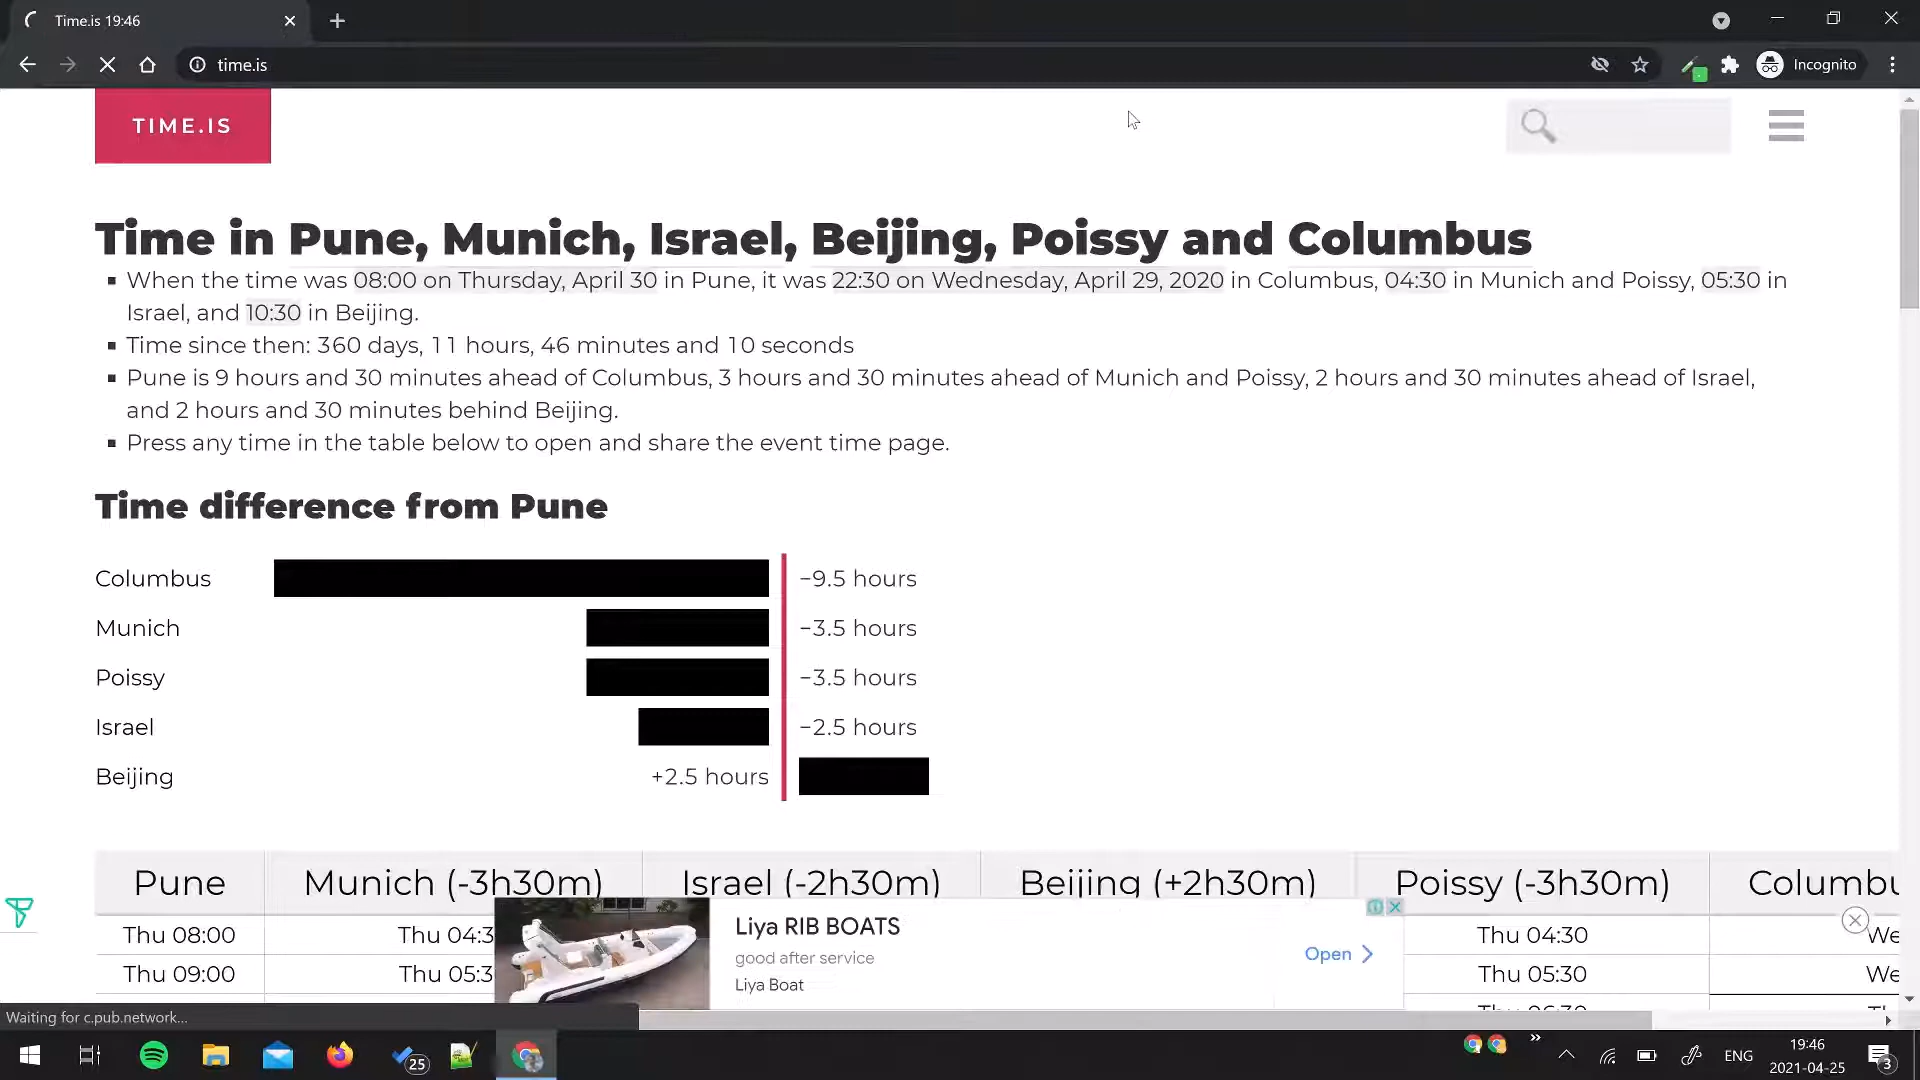 Time.is 19:46
time.is
Incognito
TIME.IS
Time in Pune, Munich, Israel, Beijing, Poissy and Columbus
When the time was 08:00 on Thursday, April 30 in Pune, it was 22:30 on Wednesday, April 29, 2020 in Columbus, 04:30 in Munich and Poissy, 05:30 in
Israel, and 10:30 in Beijing.
Time since then: 360 days, 11 hours, 46 minutes and 10 seconds
Pune is 9 hours and 30 minutes ahead of Columbus, 3 hours and 30 minutes ahead of Munich and Poissy, 2 hours and 30 minutes ahead of Israel,
and 2 hours and 30 minutes behind Beijing.
Press any time in the table below to open and share the event time page.
Time difference from Pune
Columbus −9.5 hours
Munich −3.5 hours
Poissy −3.5 hours
Israel −2.5 hours
Beijing +2.5 hours
Pune Munich (-3h30m) Israel (-2h30m) Beijing (+2h30m) Poissy (-3h30m) Columbu
Thu 08:00 Thu 04:3 Thu 04:30 We
Thu 09:00 Thu 05:3 Thu 05:30 We
Liya RIB BOATS
good after service
Liya Boat
Open
Waiting for c.pub.network...
25
ENG
19:46
2021-04-25
3